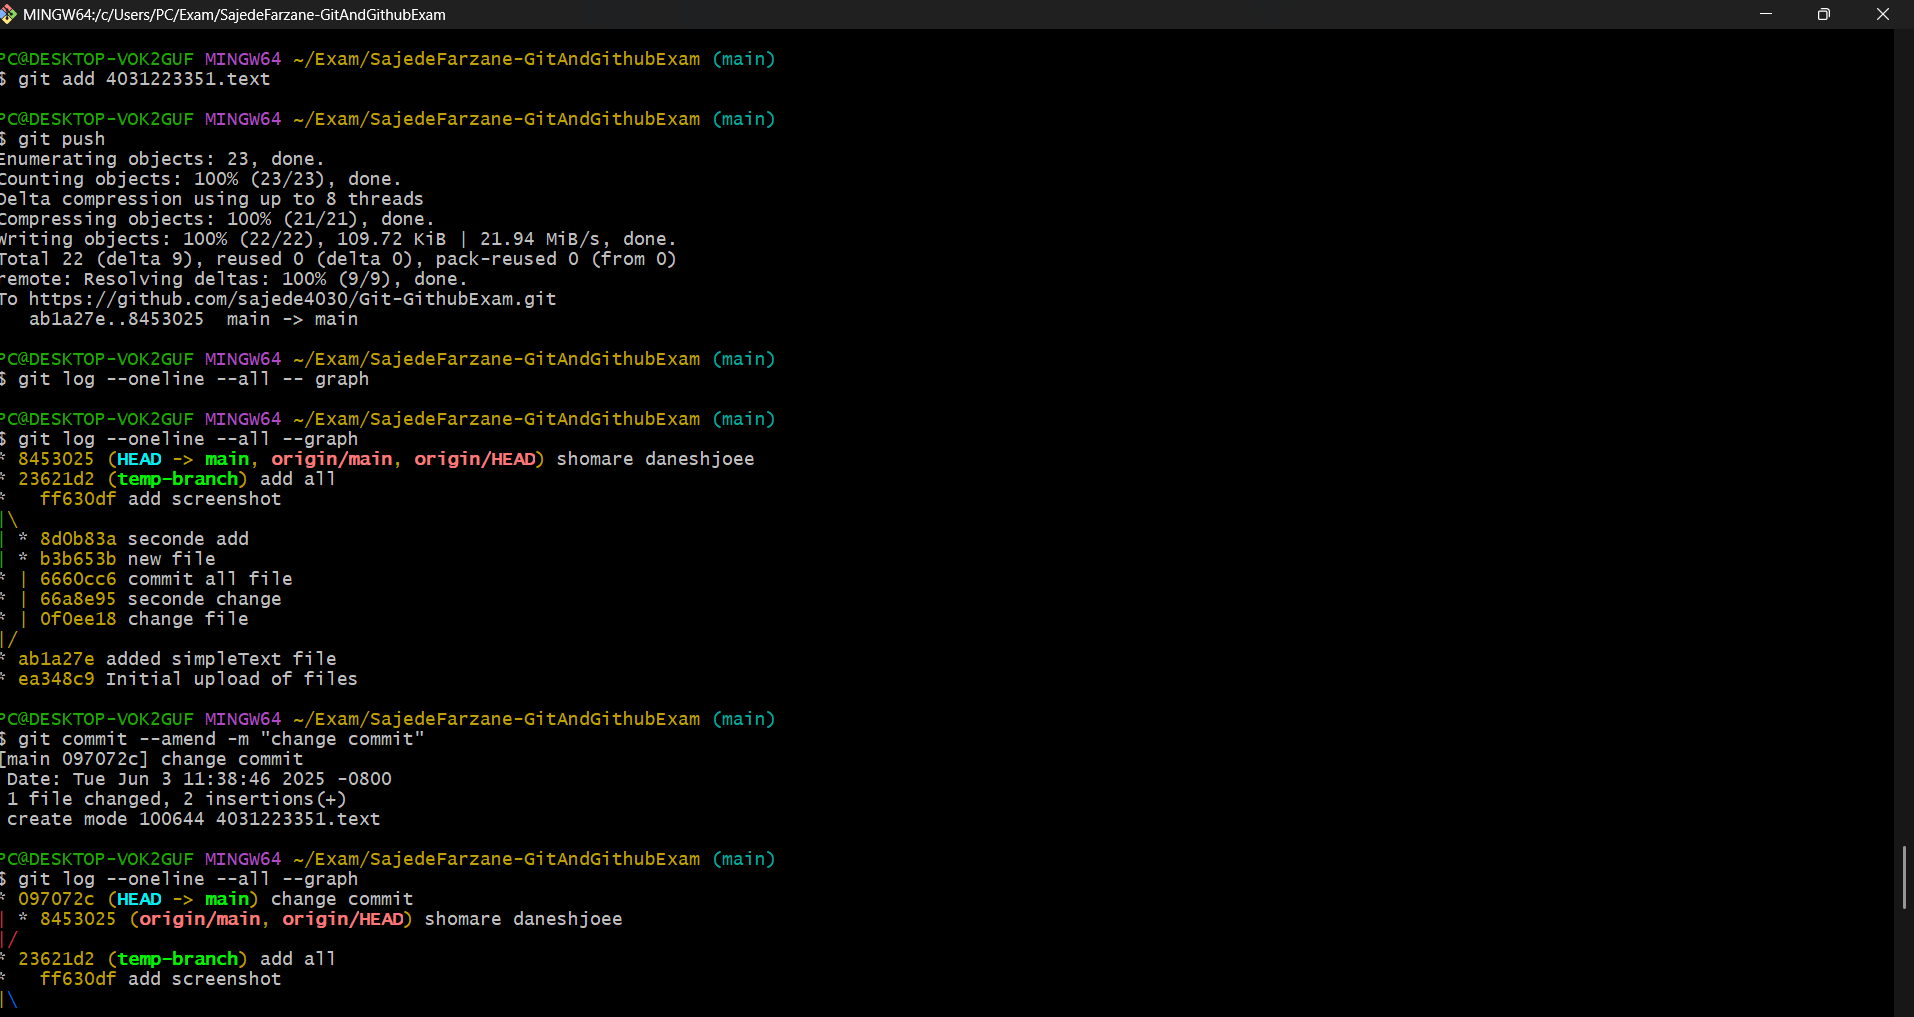 MINGW64:/c/Users/PC/Exam/SajedeFarzane-GitAndGithubExam
PC@DESKTOP-VOK2GUF MINGW64 ~/Exam/SajedeFarzane-GitAndGithubExam (main)
$ git add 4031223351.text
PC@DESKTOP-VOK2GUF MINGW64 ~/Exam/SajedeFarzane-GitAndGithubExam (main)
$ git push
Enumerating objects: 23, done.
Counting objects: 100% (23/23), done.
Delta compression using up to 8 threads
Compressing objects: 100% (21/21), done.
Writing objects: 100% (22/22), 109.72 KiB | 21.94 MiB/s, done.
Total 22 (delta 9), reused 0 (delta 0), pack-reused 0 (from 0)
remote: Resolving deltas: 100% (9/9), done.
To https://github.com/sajede4030/Git-GithubExam.git
   ab1a27e..8453025  main -> main
PC@DESKTOP-VOK2GUF MINGW64 ~/Exam/SajedeFarzane-GitAndGithubExam (main)
$ git log --oneline --all -- graph
PC@DESKTOP-VOK2GUF MINGW64 ~/Exam/SajedeFarzane-GitAndGithubExam (main)
$ git log --oneline --all --graph
* 8453025 (HEAD -> main, origin/main, origin/HEAD) shomare daneshjoee
* 23621d2 (temp-branch) add all
*   ff630df add screenshot
|\
| * 8d0b83a seconde add
| * b3b653b new file
* | 6660cc6 commit all file
* | 66a8e95 seconde change
* | 0f0ee18 change file
|/
* ab1a27e added simpleText file
* ea348c9 Initial upload of files
PC@DESKTOP-VOK2GUF MINGW64 ~/Exam/SajedeFarzane-GitAndGithubExam (main)
$ git commit --amend -m "change commit"
[main 097072c] change commit
 Date: Tue Jun 3 11:38:46 2025 -0800
 1 file changed, 2 insertions(+)
 create mode 100644 4031223351.text
PC@DESKTOP-VOK2GUF MINGW64 ~/Exam/SajedeFarzane-GitAndGithubExam (main)
$ git log --oneline --all --graph
* 097072c (HEAD -> main) change commit
| * 8453025 (origin/main, origin/HEAD) shomare daneshjoee
|/
* 23621d2 (temp-branch) add all
*   ff630df add screenshot
|\